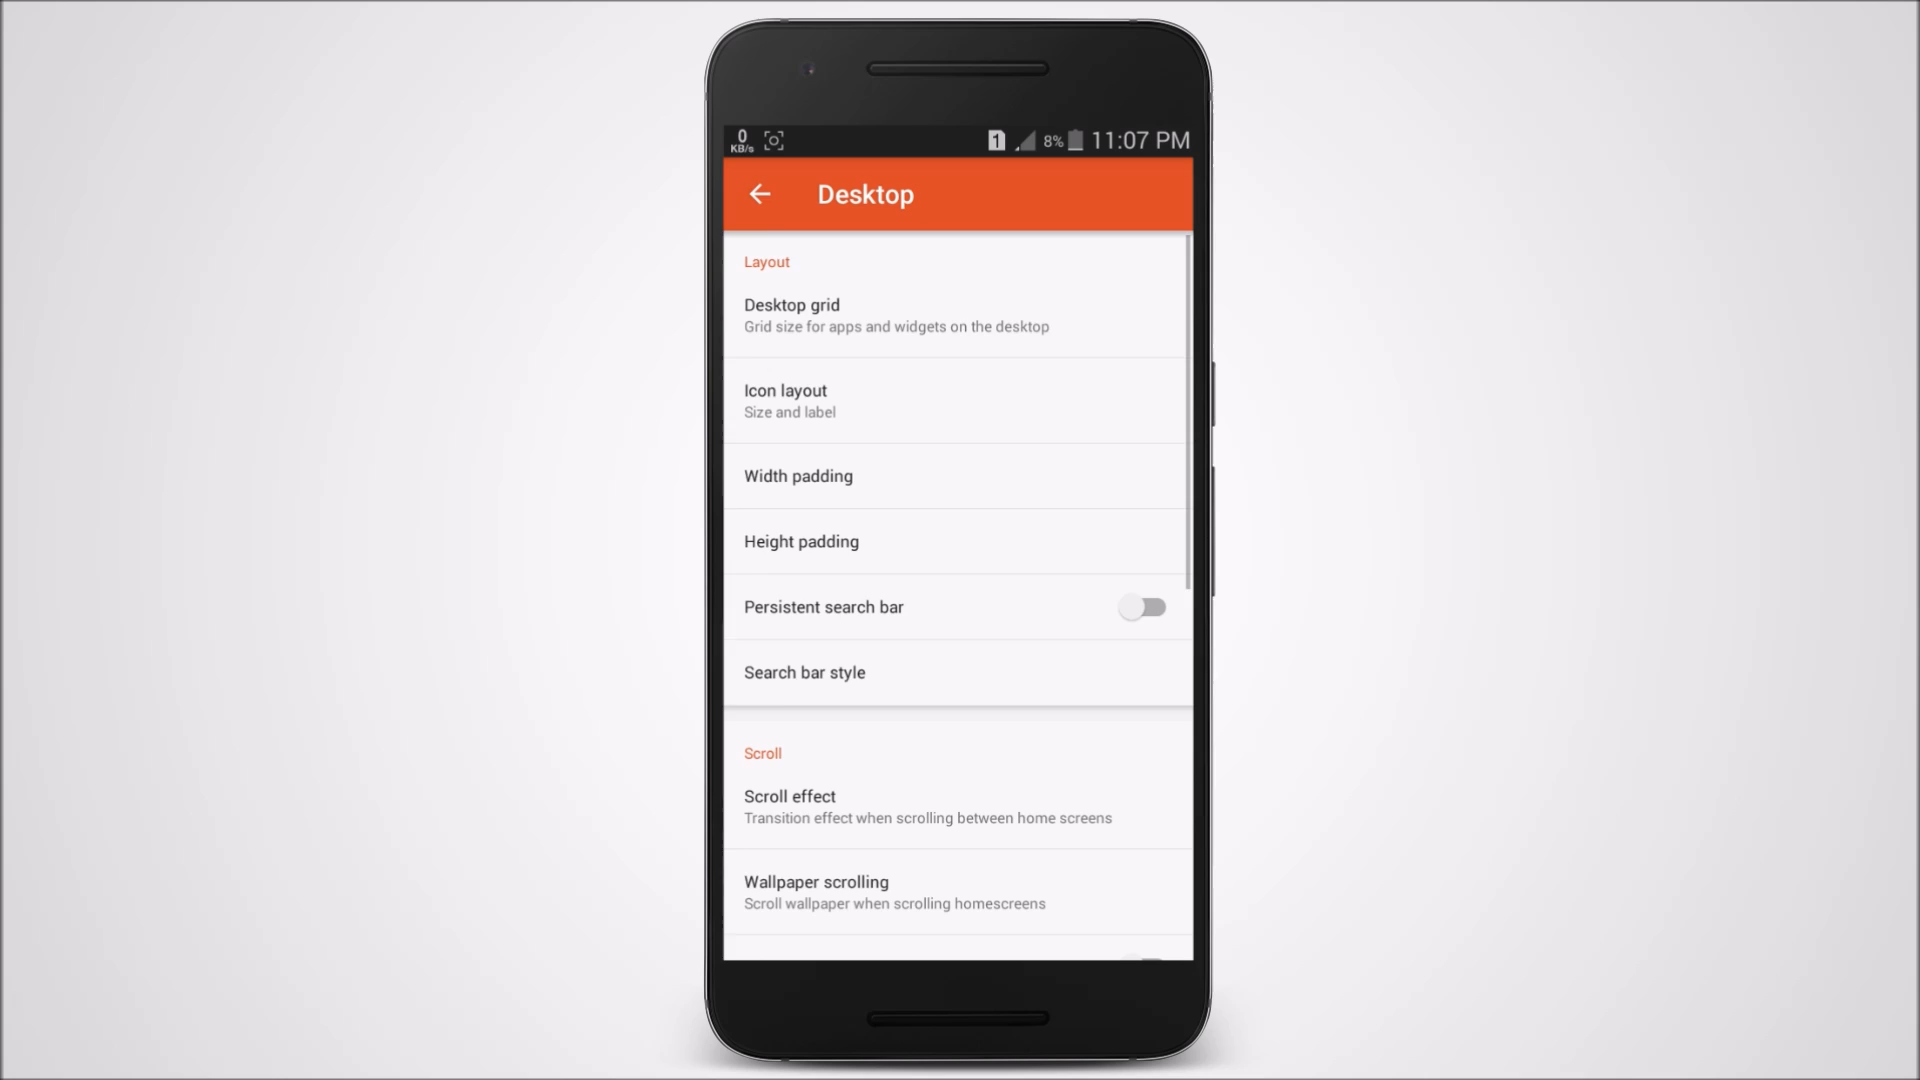 0
KB/s
1
8%
11:07 PM
Desktop
Layout
Desktop grid
Grid size for apps and widgets on the desktop
Icon layout
Size and label
Width padding
Height padding
Persistent search bar
Search bar style
Scroll
Scroll effect
Transition effect when scrolling between home screens
Wallpaper scrolling
Scroll wallpaper when scrolling homescreens